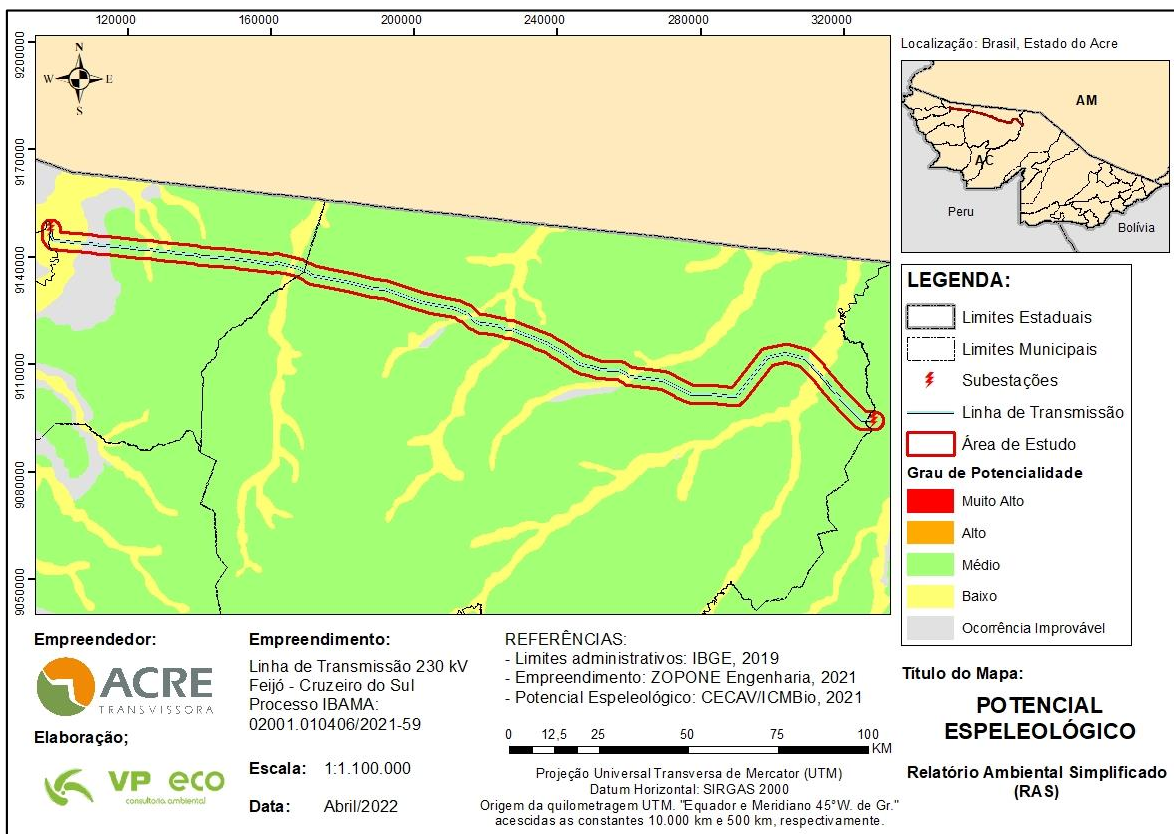 120000 160000 200000 240000 280000 320000
9200000
9170000
9140000
9110000
9080000
9050000
N
W E
S
Localização: Brasil, Estado do Acre
AM
AC
Peru
Bolívia
LEGENDA:
Limites Estaduais
Limites Municipais
Subestações
Linha de Transmissão
Área de Estudo
Grau de Potencialidade
Muito Alto
Alto
Médio
Baixo
Ocorrência Improvável
Empreendedor:
ACRE
TRANSMISSORA
Elaboração;
VP eco
consultoria ambiental
Empreendimento:
Linha de Transmissão 230 kV
Feijó - Cruzeiro do Sul
Processo IBAMA:
02001.010406/2021-59
Escala: 1:1.100.000
Data: Abril/2022
REFERÊNCIAS:
- Limites administrativos: IBGE, 2019
- Empreendimento: ZOPONE Engenharia, 2021
- Potencial Espeleológico: CECAV/ICMBio, 2021
0 12,5 25 50 75 100
KM
Projeção Universal Transversa de Mercator (UTM)
Datum Horizontal: SIRGAS 2000
Origem da quilometragem UTM. "Equador e Meridiano 45°W. de Gr."
acescidas as constantes 10.000 km e 500 km, respectivamente.
Título do Mapa:
POTENCIAL
ESPELEOLÓGICO
Relatório Ambiental Simplificado
(RAS)